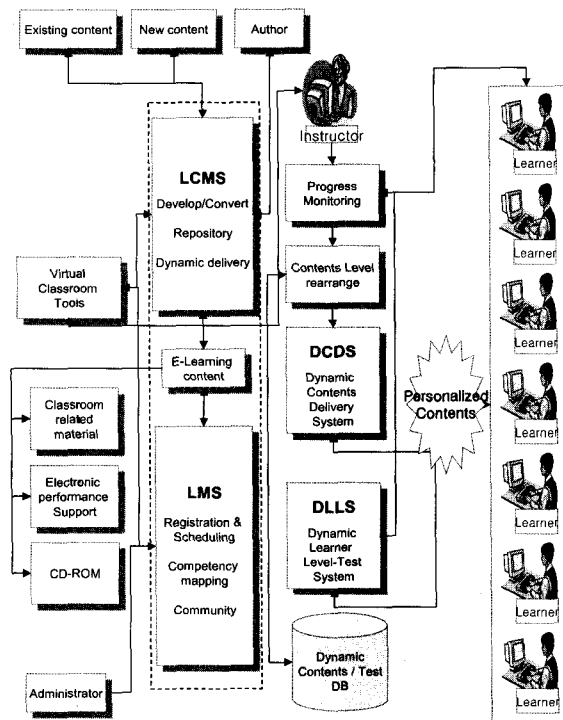 Existing content
New content
Author
Instructor
LCMS
Develop/Convert
Repository
Dynamic delivery
Progress
Monitoring
Virtual
Classroom
Tools
Contents Level
rearrange
E-Learning
content
DCDS
Dynamic
Contents
Delivery
System
Personalized
Contents
Classroom
related
material
Electronic
performance
Support
CD-ROM
LMS
Registration &
Scheduling
Competency
mapping
Community
DLLS
Dynamic
Learner
Level-Test
System
Dynamic
Contents / Test
DB
Administrator
Learner
Learner
Learner
Learner
Learner
Learner
Learner